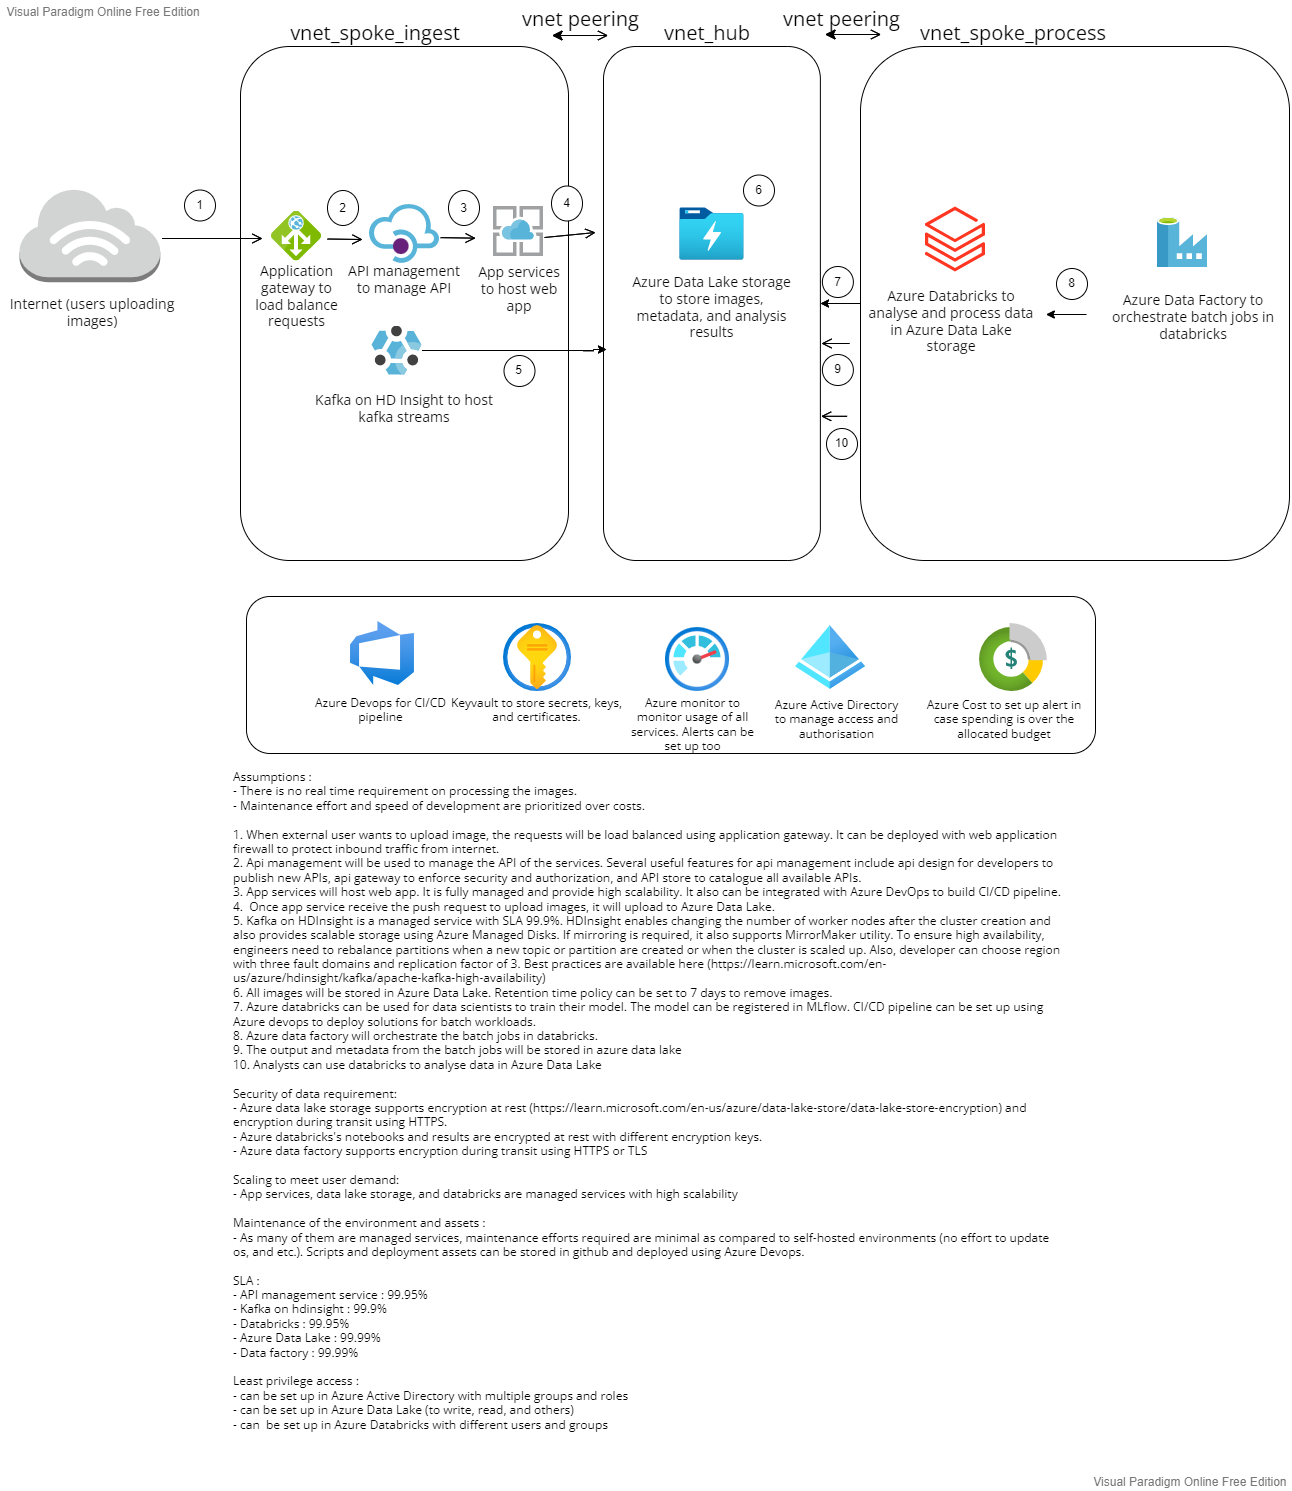 Visual Paradigm Online Free Edition
vnet_spoke_ingest
vnet peering
vnet_hub
vnet peering
vnet_spoke_process
1
2
3
4
5
6
7
8
9
10
Internet (users uploading
images)
Application
gateway to
load balance
requests
API management
to manage API
App services
to host web
app
Kafka on HD Insight to host
kafka streams
Azure Data Lake storage
to store images,
metadata, and analysis
results
Azure Databricks to
analyse and process data
in Azure Data Lake
storage
Azure Data Factory to
orchestrate batch jobs in
databricks
Azure Devops for CI/CD
pipeline
Keyvault to store secrets, keys,
and certificates.
Azure monitor to
monitor usage of all
services. Alerts can be
set up too
Azure Active Directory
to manage access and
authorisation
$
Azure Cost to set up alert in
case spending is over the
allocated budget
Assumptions :
- There is no real time requirement on processing the images.
- Maintenance effort and speed of development are prioritized over costs.
1. When external user wants to upload image, the requests will be load balanced using application gateway. It can be deployed with web application
firewall to protect inbound traffic from internet.
2. Api management will be used to manage the API of the services. Several useful features for api management include api design for developers to
publish new APIs, api gateway to enforce security and authorization, and API store to catalogue all available APIs.
3. App services will host web app. It is fully managed and provide high scalability. It also can be integrated with Azure DevOps to build CI/CD pipeline.
4.  Once app service receive the push request to upload images, it will upload to Azure Data Lake.
5. Kafka on HDInsight is a managed service with SLA 99.9%. HDInsight enables changing the number of worker nodes after the cluster creation and
also provides scalable storage using Azure Managed Disks. If mirroring is required, it also supports MirrorMaker utility. To ensure high availability,
engineers need to rebalance partitions when a new topic or partition are created or when the cluster is scaled up. Also, developer can choose region
with three fault domains and replication factor of 3. Best practices are available here (https://learn.microsoft.com/en-
us/azure/hdinsight/kafka/apache-kafka-high-availability)
6. All images will be stored in Azure Data Lake. Retention time policy can be set to 7 days to remove images.
7. Azure databricks can be used for data scientists to train their model. The model can be registered in MLflow. CI/CD pipeline can be set up using
Azure devops to deploy solutions for batch workloads.
8. Azure data factory will orchestrate the batch jobs in databricks.
9. The output and metadata from the batch jobs will be stored in azure data lake
10. Analysts can use databricks to analyse data in Azure Data Lake
Security of data requirement:
- Azure data lake storage supports encryption at rest (https://learn.microsoft.com/en-us/azure/data-lake-store/data-lake-store-encryption) and
encryption during transit using HTTPS.
- Azure databricks's notebooks and results are encrypted at rest with different encryption keys.
- Azure data factory supports encryption during transit using HTTPS or TLS
Scaling to meet user demand:
- App services, data lake storage, and databricks are managed services with high scalability
Maintenance of the environment and assets :
- As many of them are managed services, maintenance efforts required are minimal as compared to self-hosted environments (no effort to update
os, and etc.). Scripts and deployment assets can be stored in github and deployed using Azure Devops.
SLA :
- API management service : 99.95%
- Kafka on hdinsight : 99.9%
- Databricks : 99.95%
- Azure Data Lake : 99.99%
- Data factory : 99.99%
Least privilege access :
- can be set up in Azure Active Directory with multiple groups and roles
- can be set up in Azure Data Lake (to write, read, and others)
- can  be set up in Azure Databricks with different users and groups
Visual Paradigm Online Free Edition